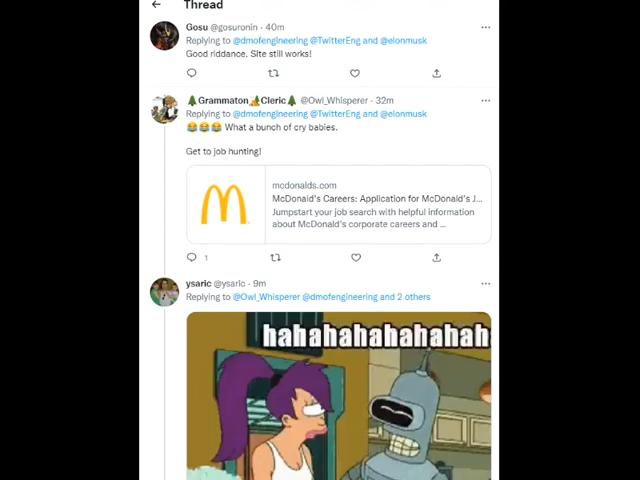 Thread
Gosu @gosuronin · 40m
Replying to @dmofengineering @TwitterEng and @elonmusk
Good riddance. Site still works!
🌲Grammaton🏕Cleric🌲 @Owl_Whisperer · 32m
Replying to @dmofengineering @TwitterEng and @elonmusk
😂😂😂 What a bunch of cry babies.
Get to job hunting!
mcdonalds.com
McDonald's Careers: Application for McDonald's J...
Jumpstart your job search with helpful information
about McDonald's corporate careers and ...
1
ysaric @ysaric · 9m
Replying to @Owl_Whisperer @dmofengineering and 2 others
hahahahahahahah